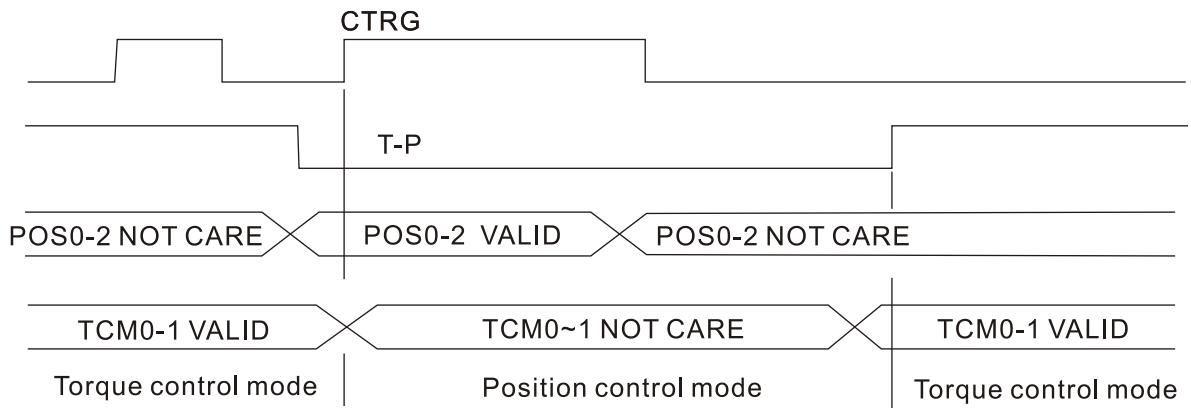 CTRG
T-P
POS0-2 NOT CARE POS0-2 VALID POS0-2 NOT CARE
TCM0-1 VALID TCM0~1 NOT CARE TCM0-1 VALID
Torque control mode Position control mode Torque control mode